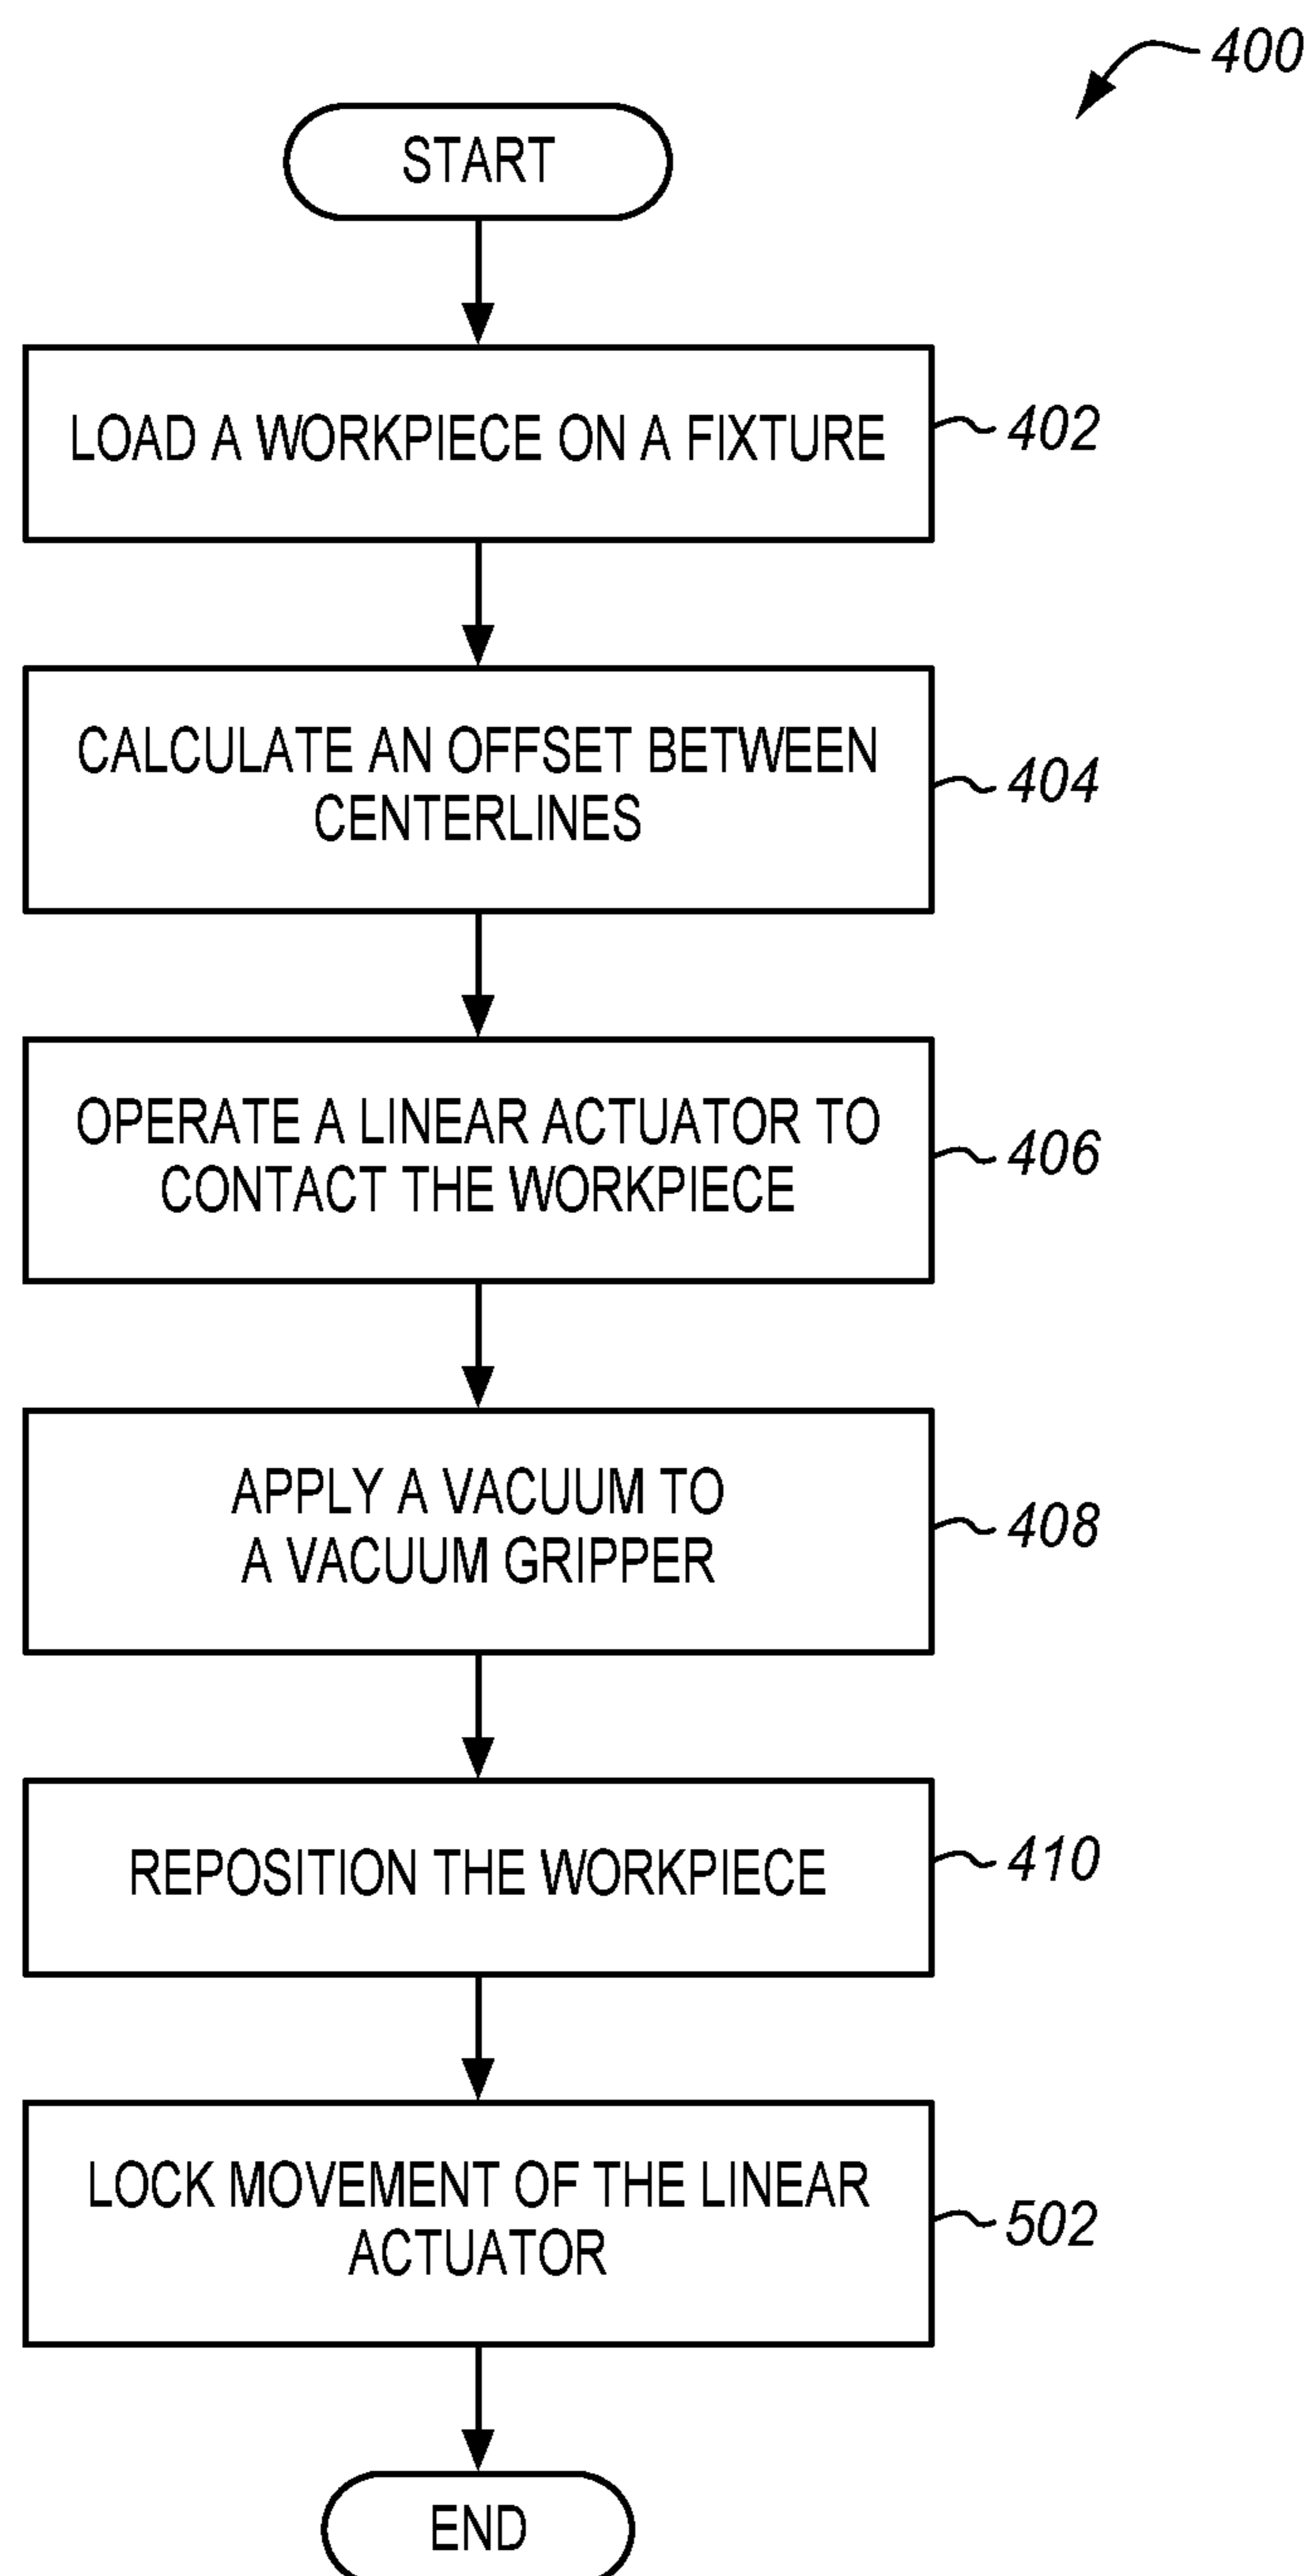 400
START
LOAD A WORKPIECE ON A FIXTURE
402
CALCULATE AN OFFSET BETWEEN
CENTERLINES
404
OPERATE A LINEAR ACTUATOR TO
CONTACT THE WORKPIECE
406
APPLY A VACUUM TO
A VACUUM GRIPPER
408
REPOSITION THE WORKPIECE
410
LOCK MOVEMENT OF THE LINEAR
ACTUATOR
502
END